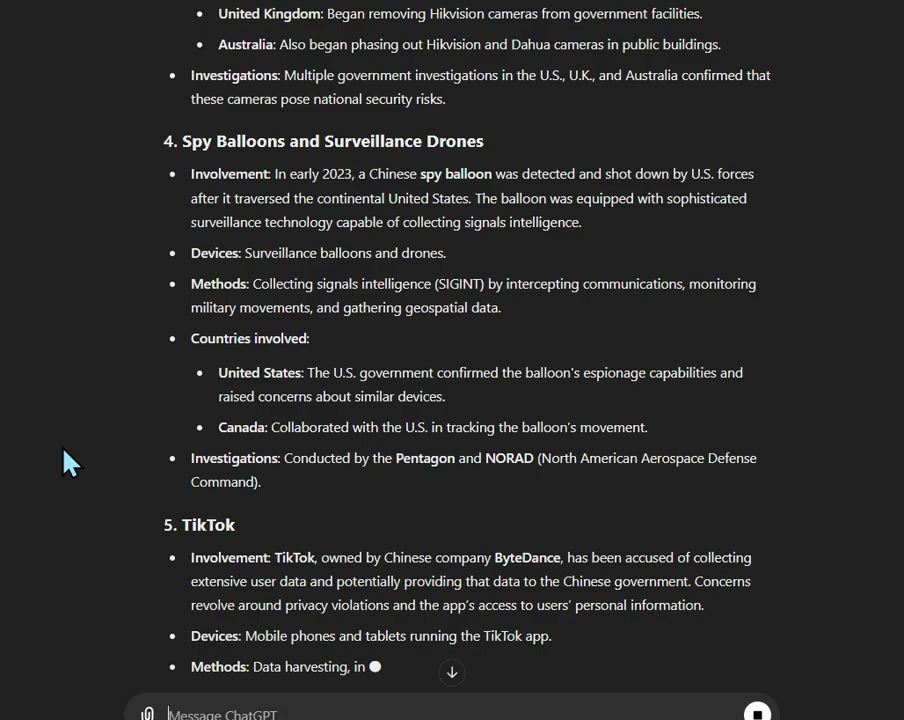 United Kingdom: Began removing Hikvision cameras from government facilities.
Australia: Also began phasing out Hikvision and Dahua cameras in public buildings.
Investigations: Multiple government investigations in the U.S., U.K., and Australia confirmed that
these cameras pose national security risks.
4. Spy Balloons and Surveillance Drones
Involvement: In early 2023, a Chinese spy balloon was detected and shot down by U.S. forces
after it traversed the continental United States. The balloon was equipped with sophisticated
surveillance technology capable of collecting signals intelligence.
Devices: Surveillance balloons and drones.
Methods: Collecting signals intelligence (SIGINT) by intercepting communications, monitoring
military movements, and gathering geospatial data.
Countries involved:
United States: The U.S. government confirmed the balloon's espionage capabilities and
raised concerns about similar devices.
Canada: Collaborated with the U.S. in tracking the balloon's movement.
Investigations: Conducted by the Pentagon and NORAD (North American Aerospace Defense
Command).
5. TikTok
Involvement: TikTok, owned by Chinese company ByteDance, has been accused of collecting
extensive user data and potentially providing that data to the Chinese government. Concerns
revolve around privacy violations and the app's access to users' personal information.
Devices: Mobile phones and tablets running the TikTok app.
Methods: Data harvesting, in
Message ChatGPT